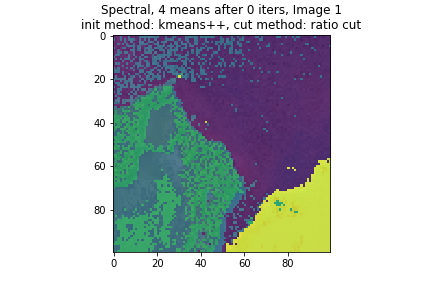 Spectral, 4 means after 0 iters, Image 1
init method: kmeans++, cut method: ratio cut
0
20
40
60
80
0 20 40 60 80